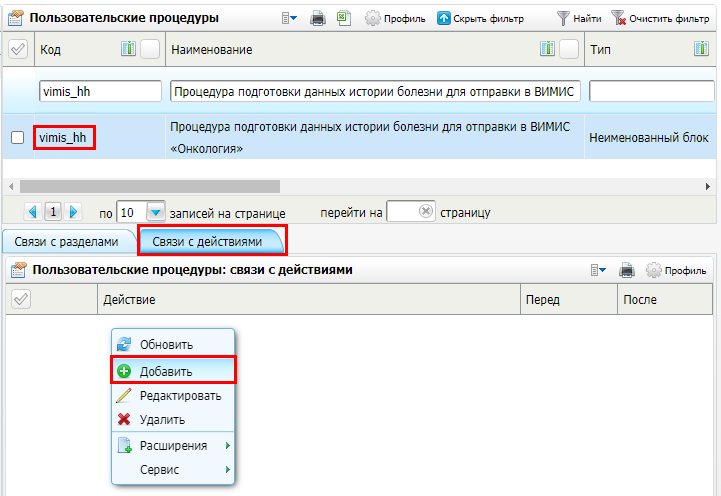 Пользовательские процедуры Профиль Скрыть фильтр Найти Очистить фильтр
Код Наименование Тип
vimis_hh Процедура подготовки данных истории болезни для отправки в ВИМИС
vimis_hh Процедура подготовки данных истории болезни для отправки в ВИМИС Неименованный блок
«Онкология»
1 по 10 записей на странице перейти на страницу
Связи с разделами Связи с действиями
Пользовательские процедуры: связи с действиями Профиль
Действие Перед После
Обновить
Добавить
Редактировать
Удалить
Расширения
Сервис